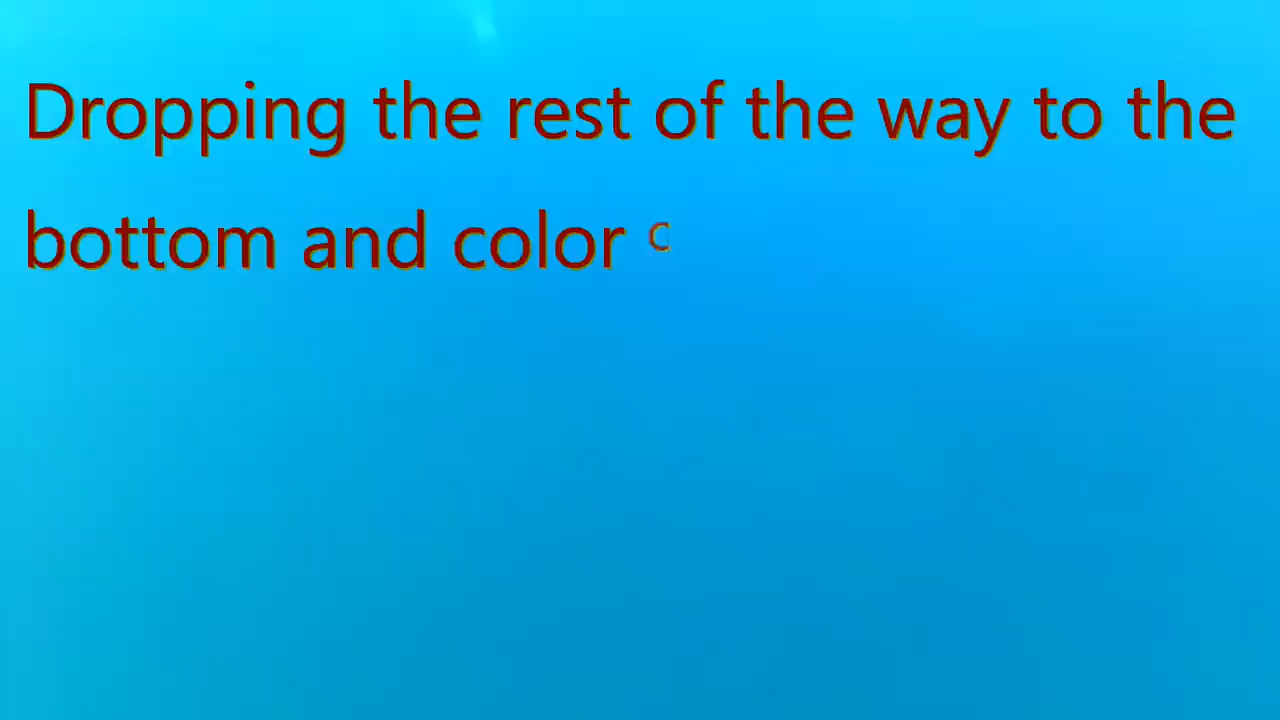 Dropping the rest of the way to the
bottom and color c